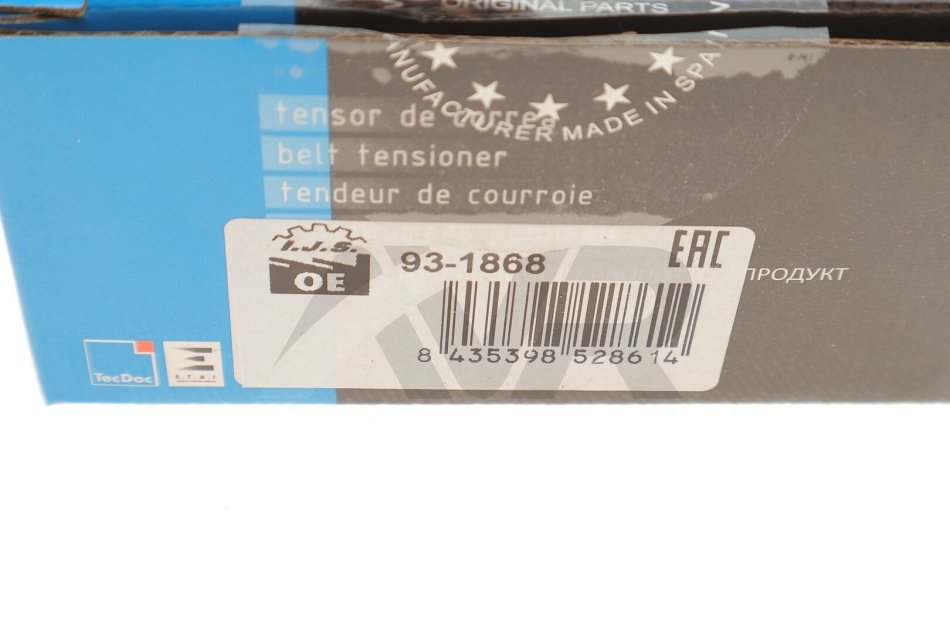 ORIGINAL PARTS
MANUFACTURER MADE IN SPAIN
tensor de correa
belt tensioner
tendeur de courroie
I.J.S.
OE
93-1868
EAC
ПРОДУКТ
8 435398 528614
TecDoc
E.T.A.I